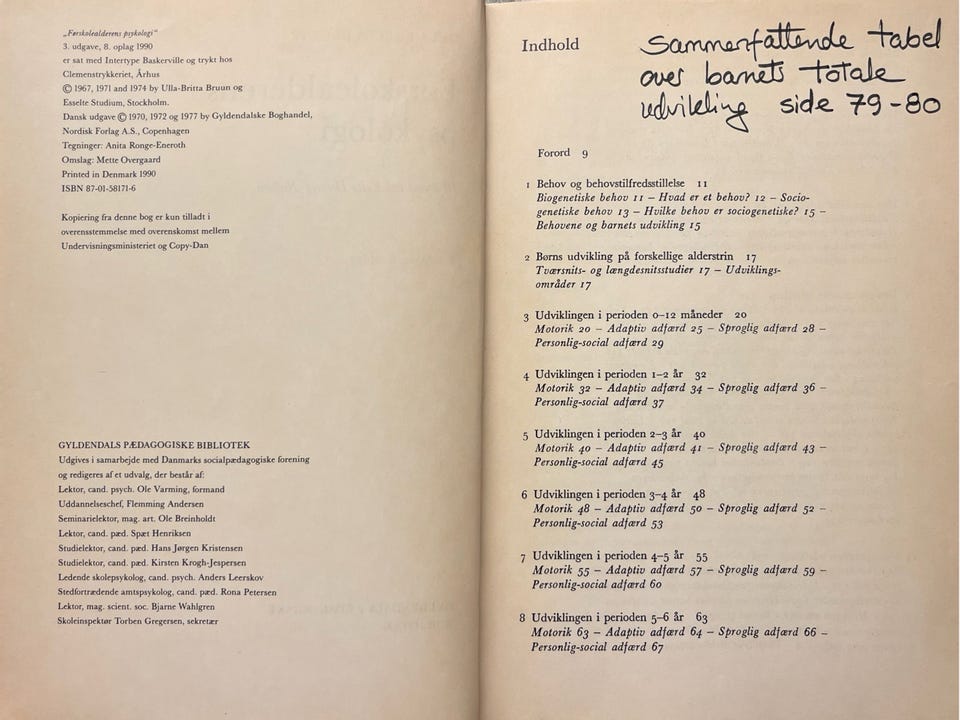 „Førskolealderens psykologi"
3. udgave, 8. oplag 1990
er sat med Intertype Baskerville og trykt hos
Clemenstrykkeriet, Århus
© 1967, 1971 and 1974 by Ulla-Britta Bruun og
Esselte Studium, Stockholm.
Dansk udgave © 1970, 1972 og 1977 by Gyldendalske Boghandel,
Nordisk Forlag A.S., Copenhagen
Tegninger: Anita Ronge-Eneroth
Omslag: Mette Overgaard
Printed in Denmark 1990
ISBN 87-01-58171-6
Kopiering fra denne bog er kun tilladt i
overensstemmelse med overenskomst mellem
Undervisningsministeriet og Copy-Dan
GYLDENDALS PÆDAGOGISKE BIBLIOTEK
Udgives i samarbejde med Danmarks socialpædagogiske forening
og redigeres af et udvalg, der består af:
Lektor, cand. psych. Ole Varming, formand
Uddannelseschef, Flemming Andersen
Seminarielektor, mag. art. Ole Breinholdt
Lektor, cand. pæd. Spæt Henriksen
Studielektor, cand. pæd. Hans Jørgen Kristensen
Studielektor, cand. pæd. Kirsten Krogh-Jespersen
Ledende skolepsykolog, cand. psych. Anders Leerskov
Stedfortrædende amtspsykolog, cand. pæd. Rona Petersen
Lektor, mag. scient. soc. Bjarne Wahlgren
Skoleinspektør Torben Gregersen, sekretær
Indhold
Sammenfattende tabel
over barnets totale
udvikling side 79-80
Forord 9
1 Behov og behovstilfredsstillelse 11
Biogenetiske behov 11 – Hvad er et behov? 12 – Socio-
genetiske behov 13 – Hvilke behov er sociogenetiske? 15 –
Behovene og barnets udvikling 15
2 Børns udvikling på forskellige alderstrin 17
Tværsnits- og længdesnitsstudier 17 – Udviklings-
områder 17
3 Udviklingen i perioden 0–12 måneder 20
Motorik 20 – Adaptiv adfærd 25 – Sproglig adfærd 28 –
Personlig-social adfærd 29
4 Udviklingen i perioden 1–2 år 32
Motorik 32 – Adaptiv adfærd 34 – Sproglig adfærd 36 –
Personlig-social adfærd 37
5 Udviklingen i perioden 2–3 år 40
Motorik 40 – Adaptiv adfærd 41 – Sproglig adfærd 43 –
Personlig-social adfærd 45
6 Udviklingen i perioden 3–4 år 48
Motorik 48 – Adaptiv adfærd 50 – Sproglig adfærd 52 –
Personlig-social adfærd 53
7 Udviklingen i perioden 4–5 år 55
Motorik 55 – Adaptiv adfærd 57 – Sproglig adfærd 59 –
Personlig-social adfærd 60
8 Udviklingen i perioden 5–6 år 63
Motorik 63 – Adaptiv adfærd 64 – Sproglig adfærd 66 –
Personlig-social adfærd 67